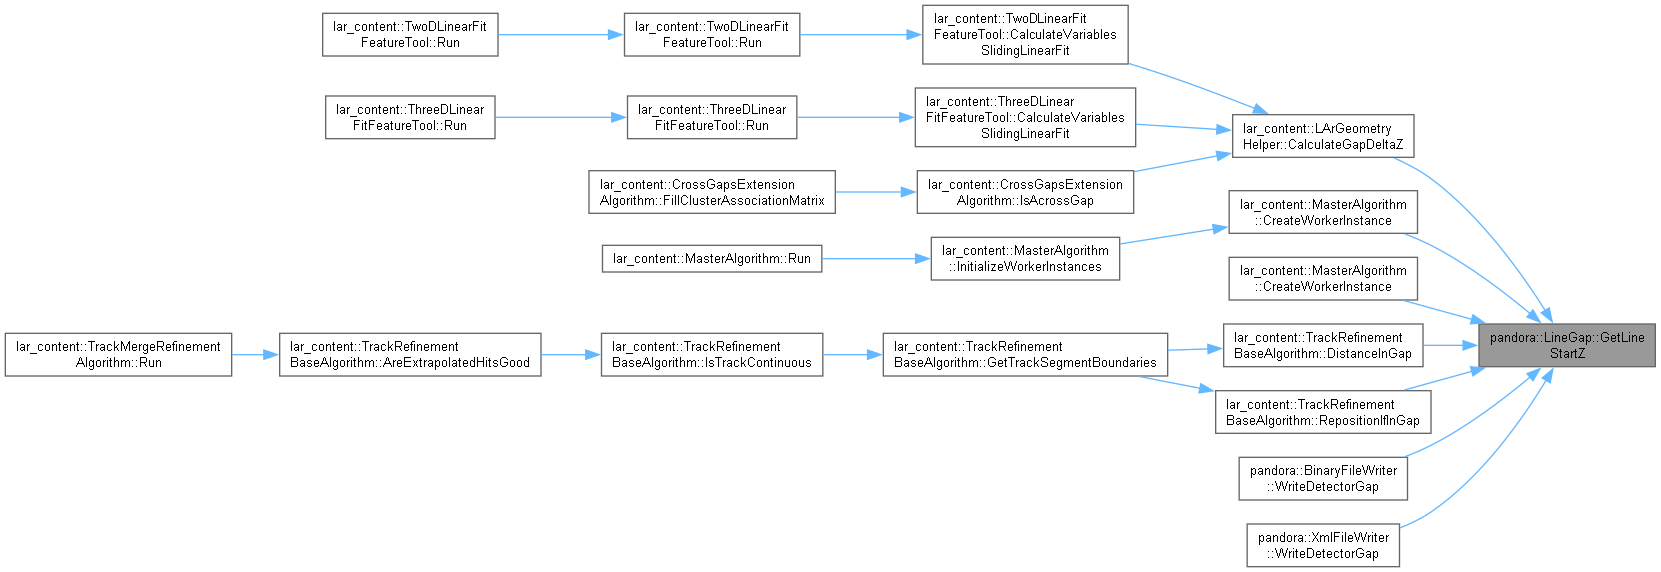 lar_content::TwoDLinearFit
FeatureTool::Run
lar_content::TwoDLinearFit
FeatureTool::Run
lar_content::TwoDLinearFit
FeatureTool::CalculateVariables
SlidingLinearFit
lar_content::ThreeDLinear
FitFeatureTool::Run
lar_content::ThreeDLinear
FitFeatureTool::Run
lar_content::ThreeDLinear
FitFeatureTool::CalculateVariables
SlidingLinearFit
lar_content::LArGeometry
Helper::CalculateGapDeltaZ
lar_content::CrossGapsExtension
Algorithm::FillClusterAssociationMatrix
lar_content::CrossGapsExtension
Algorithm::IsAcrossGap
lar_content::MasterAlgorithm
::CreateWorkerInstance
lar_content::MasterAlgorithm::Run
lar_content::MasterAlgorithm
::InitializeWorkerInstances
lar_content::MasterAlgorithm
::CreateWorkerInstance
lar_content::TrackMergeRefinement
Algorithm::Run
lar_content::TrackRefinement
BaseAlgorithm::AreExtrapolatedHitsGood
lar_content::TrackRefinement
BaseAlgorithm::IsTrackContinuous
lar_content::TrackRefinement
BaseAlgorithm::GetTrackSegmentBoundaries
lar_content::TrackRefinement
BaseAlgorithm::DistanceInGap
pandora::LineGap::GetLine
StartZ
lar_content::TrackRefinement
BaseAlgorithm::RepositionIfInGap
pandora::BinaryFileWriter
::WriteDetectorGap
pandora::XmlFileWriter
::WriteDetectorGap